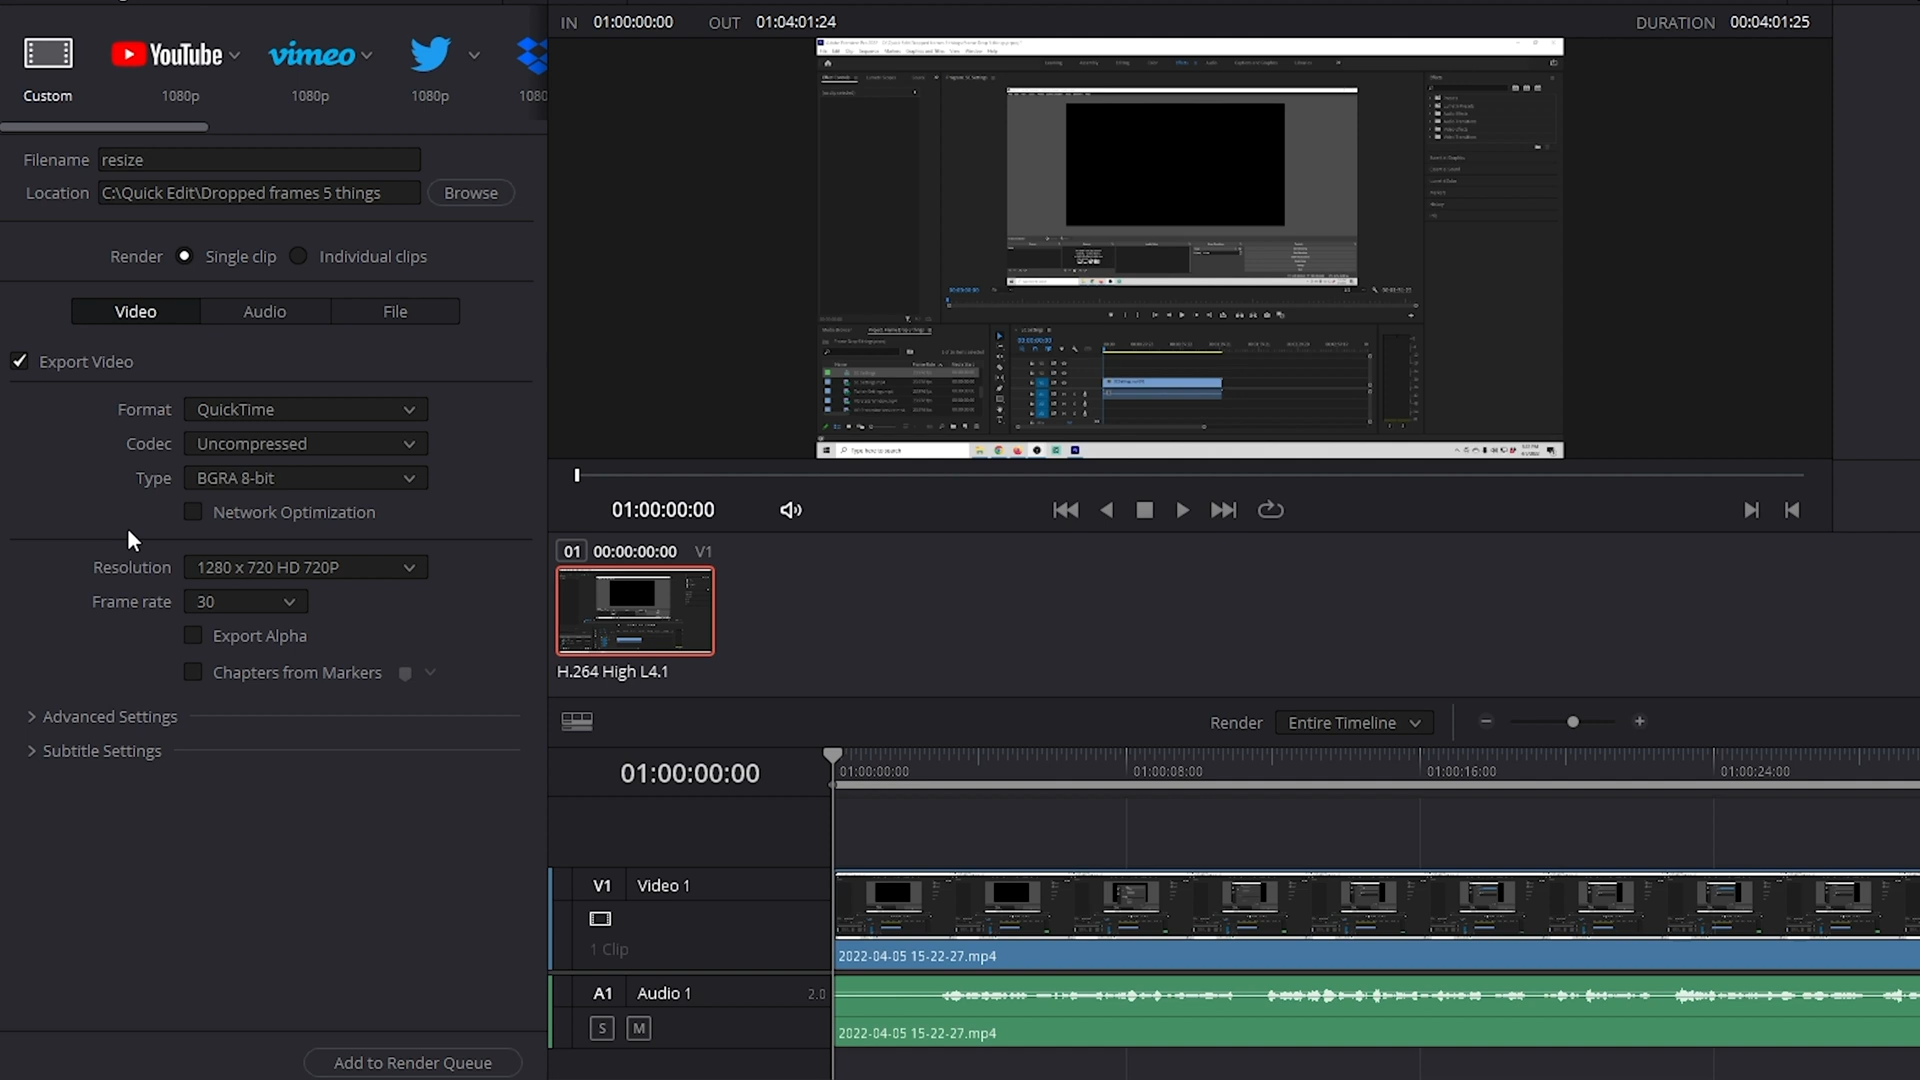 IN 01:00:00:00 OUT 01:04:01:24 DURATION 00:04:01:25
YouTube vimeo
Custom 1080p 1080p 1080p 1080
Filename resize
Location C:\Quick Edit\Dropped frames 5 things Browse
Render Single clip Individual clips
Video Audio File
Export Video
Format QuickTime
Codec Uncompressed
Type BGRA 8-bit
Network Optimization
Resolution 1280 x 720 HD 720P
Frame rate 30
Export Alpha
Chapters from Markers
Advanced Settings
Subtitle Settings
Add to Render Queue
Type here to search
01:00:00:00
01 00:00:00:00 V1
H.264 High L4.1
Render Entire Timeline
01:00:00:00
01:00:00:00 01:00:08:00 01:00:16:00 01:00:24:00
V1 Video 1
1 Clip
2022-04-05 15-22-27.mp4
A1 Audio 1 2.0
S M
2022-04-05 15-22-27.mp4